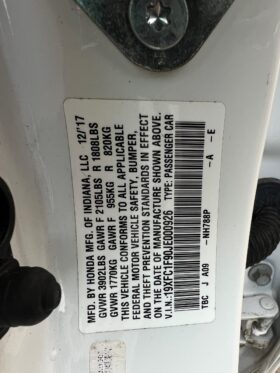 MFD. BY HONDA MFG. OF INDIANA, LLC 12/'17
GVWR 3902LBS GAWR F 2105LBS R 1808LBS
GVWR 1770KG GAWR F 955KG R 820KG
THIS VEHICLE CONFORMS TO ALL APPLICABLE
FEDERAL MOTOR VEHICLE SAFETY, BUMPER,
AND THEFT PREVENTION STANDARDS IN EFFECT
ON THE DATE OF MANUFACTURE SHOWN ABOVE.
V.I.N.: 19XFC1F90JE000926 TYPE: PASSENGER CAR
-NH788P -A -E
TBC J A09